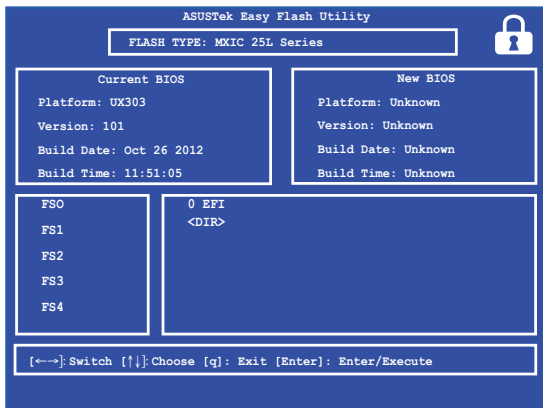 ASUSTek Easy Flash Utility
FLASH TYPE: MXIC 25L Series
Current BIOS
Platform: UX303
Version: 101
Build Date: Oct 26 2012
Build Time: 11:51:05
New BIOS
Platform: Unknown
Version: Unknown
Build Date: Unknown
Build Time: Unknown
FSO
FS1
FS2
FS3
FS4
0 EFI
<DIR>
[←→]: Switch [↑↓]: Choose [q]: Exit [Enter]: Enter/Execute